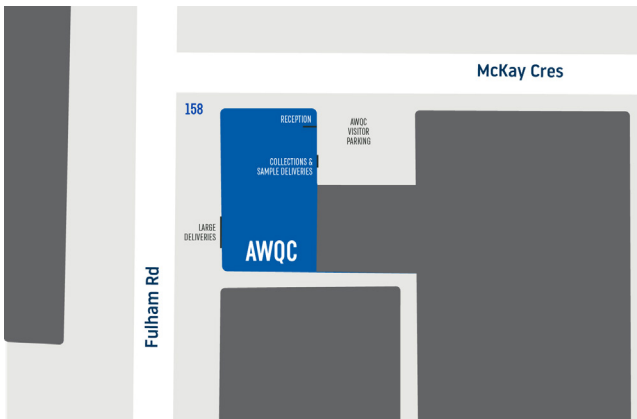 McKay Cres
158
RECEPTION
AWQC
VISITOR
PARKING
COLLECTIONS &
SAMPLE DELIVERIES
LARGE
DELIVERIES
AWQC
Fulham Rd